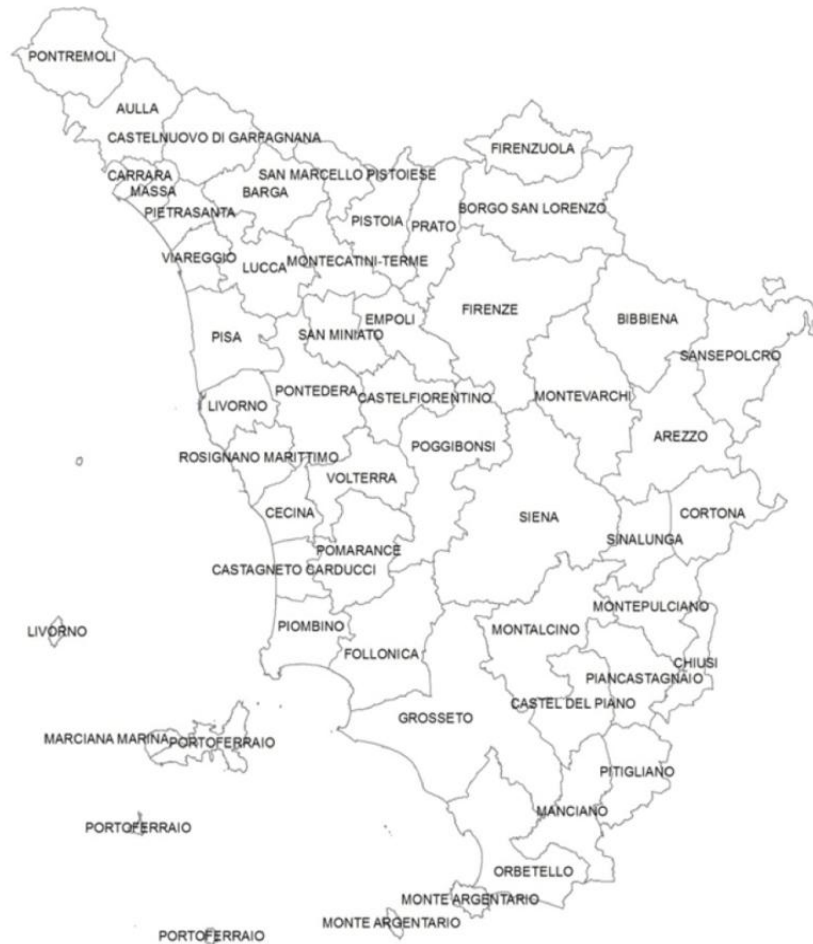 PONTREMOLI
AULLA
CASTELNUOVO DI GARFAGNANA
FIRENZUOLA
CARRARA
SAN MARCELLO PISTOIESE
MASSA
BARGA
PIETRASANTA
PISTOIA
PRATO
BORGO SAN LORENZO
VIAREGGIO
LUCCA
MONTECATINI-TERME
FIRENZE
BIBBIENA
EMPOLI
PISA
SAN MINIATO
SANSEPOLCRO
PONTEDERA
CASTELFIORENTINO
MONTEVARCHI
LIVORNO
AREZZO
POGGIBONSI
ROSIGNANO MARITTIMO
VOLTERRA
CECINA
SIENA
CORTONA
SINALUNGA
POMARANCE
CASTAGNETO CARDUCCI
MONTEPULCIANO
PIOMBINO
MONTALCINO
LIVORNO
FOLLONICA
CHIUSI
PIANCASTAGNAIO
CASTEL DEL PIANO
GROSSETO
MARCIANA MARINA
PORTOFERRAIO
PITIGLIANO
MANCIANO
PORTOFERRAIO
ORBETELLO
MONTE ARGENTARIO
MONTE ARGENTARIO
PORTOFERRAIO